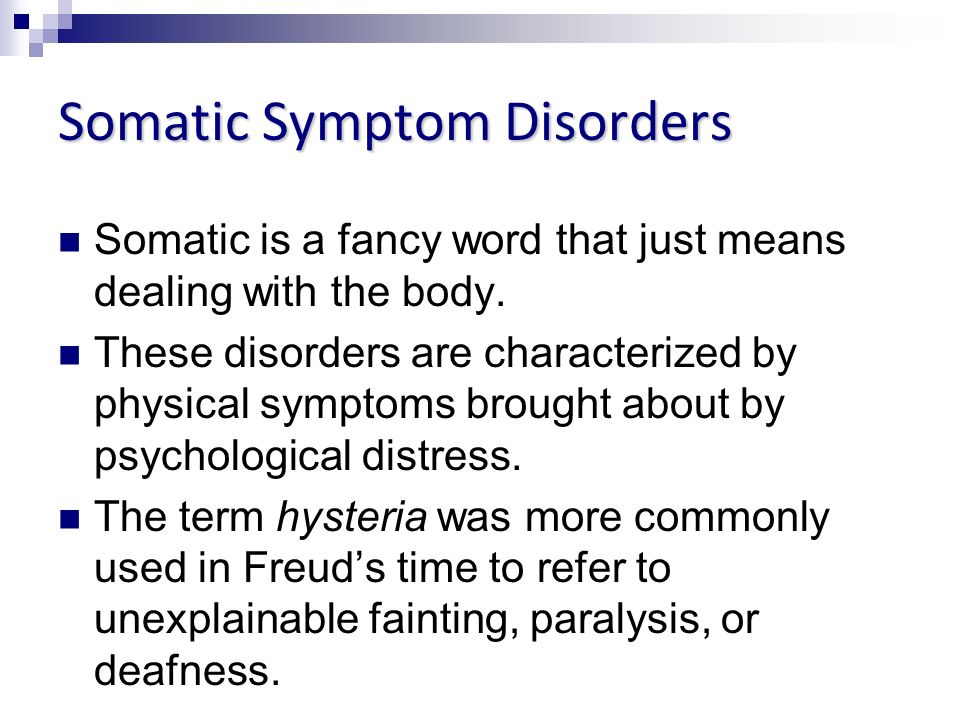 Somatic Symptom Disorders
Somatic is a fancy word that just means
dealing with the body.
These disorders are characterized by
physical symptoms brought about by
psychological distress.
The term hysteria was more commonly
used in Freud’s time to refer to
unexplainable fainting, paralysis, or
deafness.